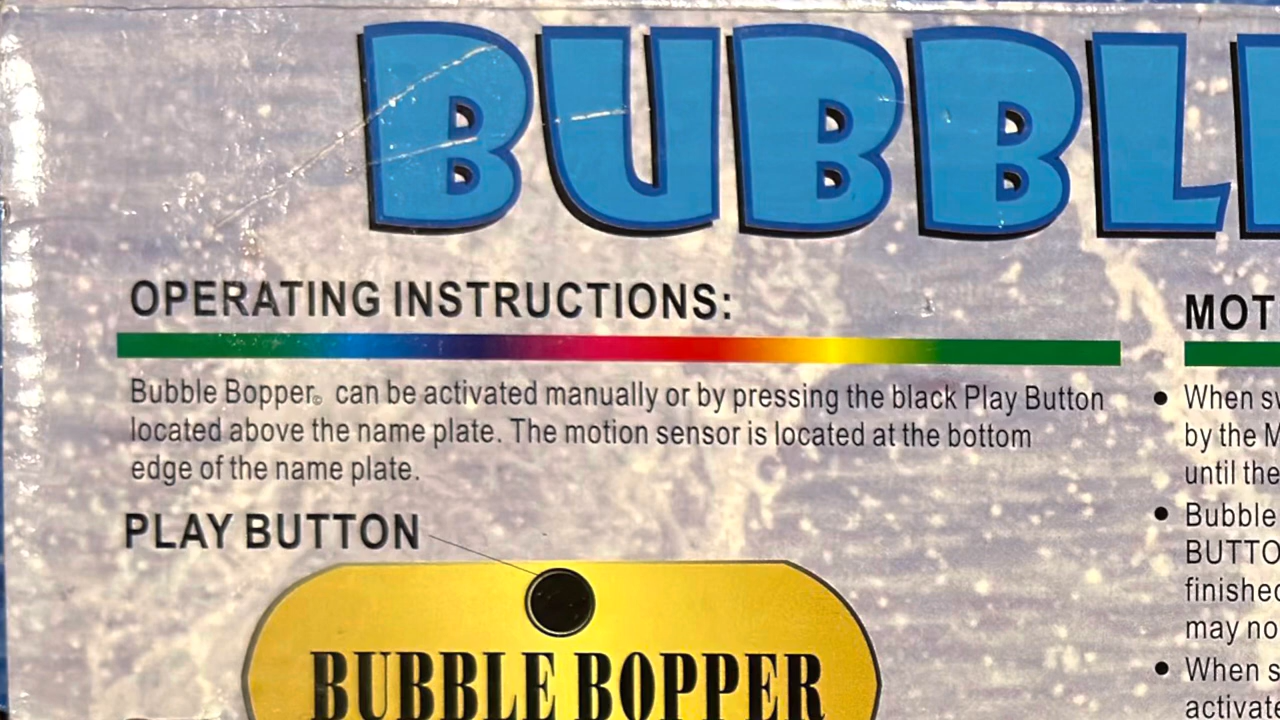 BUBBL
OPERATING INSTRUCTIONS:
Bubble Bopper© can be activated manually or by pressing the black Play Button
located above the name plate. The motion sensor is located at the bottom
edge of the name plate.
PLAY BUTTON
BUBBLE BOPPER
MOT
• When sw
by the M
until the
• Bubble
BUTTO
finished
may no
• When s
activate